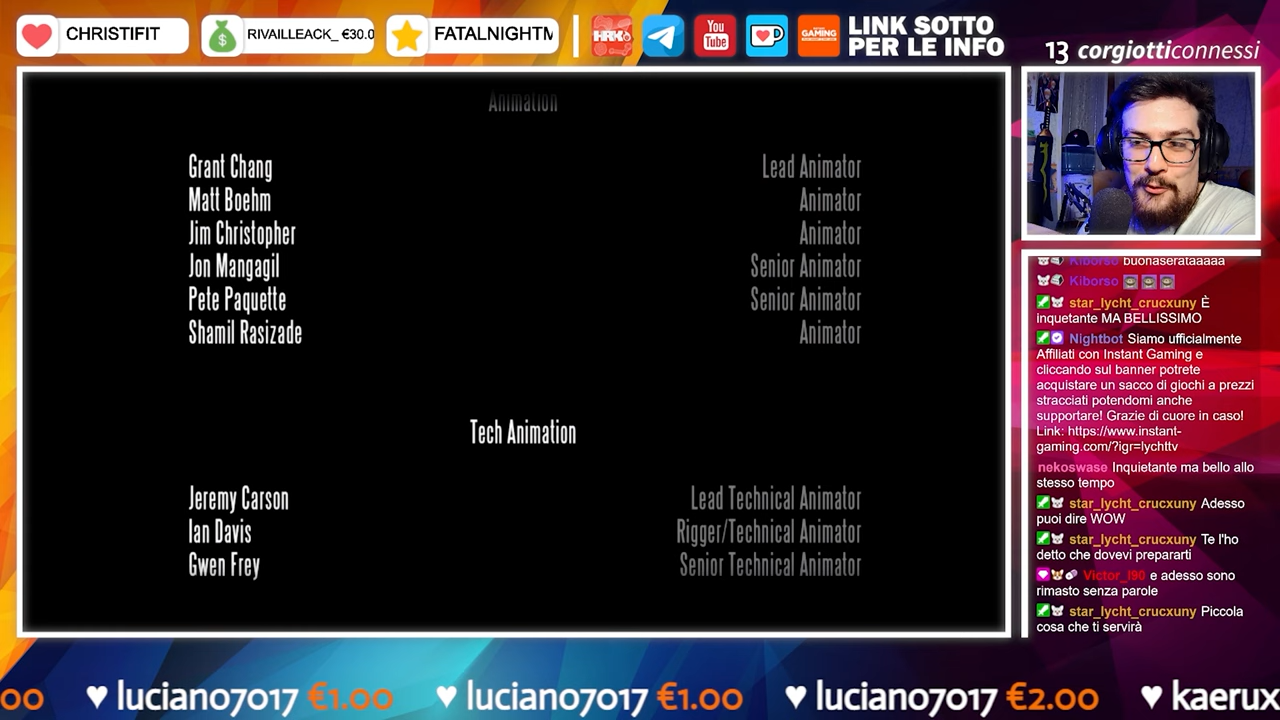 CHRISTIFIT
RIVAILLEACK_ €30.0
FATALNIGHTM
HRK
You
Tube
GAMING
LINK SOTTO
PER LE INFO
13 corgiotticonnessi
Animation
Grant Chang Lead Animator
Matt Boehm Animator
Jim Christopher Animator
Jon Mangagil Senior Animator
Pete Paquette Senior Animator
Shamil Rasizade Animator
Tech Animation
Jeremy Carson Lead Technical Animator
Ian Davis Rigger/Technical Animator
Gwen Frey Senior Technical Animator
Kiborso buonaserataaaaa
Kiborso
star_lycht_crucxuny È
inquetante MA BELLISSIMO
Nightbot Siamo ufficialmente
Affiliati con Instant Gaming e
cliccando sul banner potrete
acquistare un sacco di giochi a prezzi
stracciati potendomi anche
supportare! Grazie di cuore in caso!
Link: https://www.instant-
gaming.com/?igr=lychttv
nekoswase Inquietante ma bello allo
stesso tempo
star_lycht_crucxuny Adesso
puoi dire WOW
star_lycht_crucxuny Te l'ho
detto che dovevi prepararti
Victor_I90 e adesso sono
rimasto senza parole
star_lycht_crucxuny Piccola
cosa che ti servirà
00 ♥ luciano7017 €1.00 ♥ luciano7017 €1.00 ♥ luciano7017 €2.00 ♥ kaerux